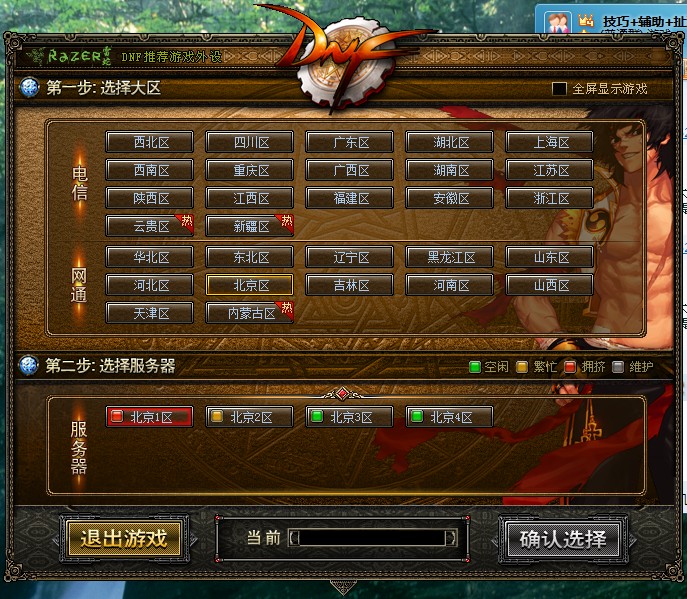 技巧+辅助+扯
DNF
RAZER DNF推荐游戏外设
第一步: 选择大区
全屏显示游戏
电信
西北区 四川区 广东区 湖北区 上海区
西南区 重庆区 广西区 湖南区 江苏区
陕西区 江西区 福建区 安徽区 浙江区
云贵区 热 新疆区 热
网通
华北区 东北区 辽宁区 黑龙江区 山东区
河北区 北京区 吉林区 河南区 山西区
天津区 内蒙古区 热
第二步: 选择服务器
空闲 繁忙 拥挤 维护
服务器
北京1区 北京2区 北京3区 北京4区
退出游戏 当前 确认选择